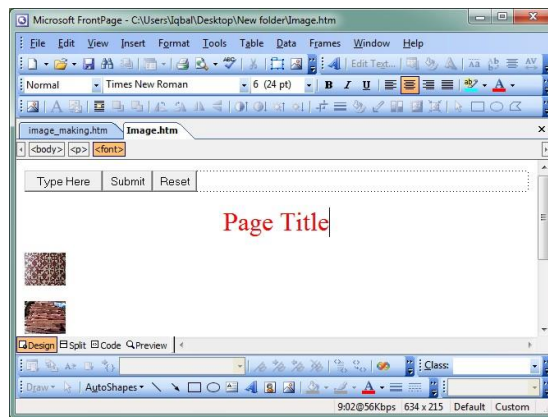 Microsoft FrontPage - C:\Users\Iqbal\Desktop\New folder\Image.htm
File Edit View Insert Format Tools Table Data Frames Window Help
Edit Text...
Normal Times New Roman 6 (24 pt) B I U A
image_making.htm Image.htm
<body> <p> <font>
Type Here Submit Reset
Page Title
Design Split Code Preview
Class:
Draw AutoShapes A
9:02@56Kbps 634 x 215 Default Custom